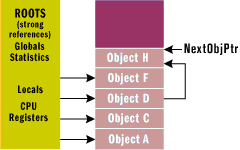 ROOTS
(strong
references)
Globals
Statistics
Locals
CPU
Registers
NextObjPtr
Object H
Object F
Object D
Object C
Object A